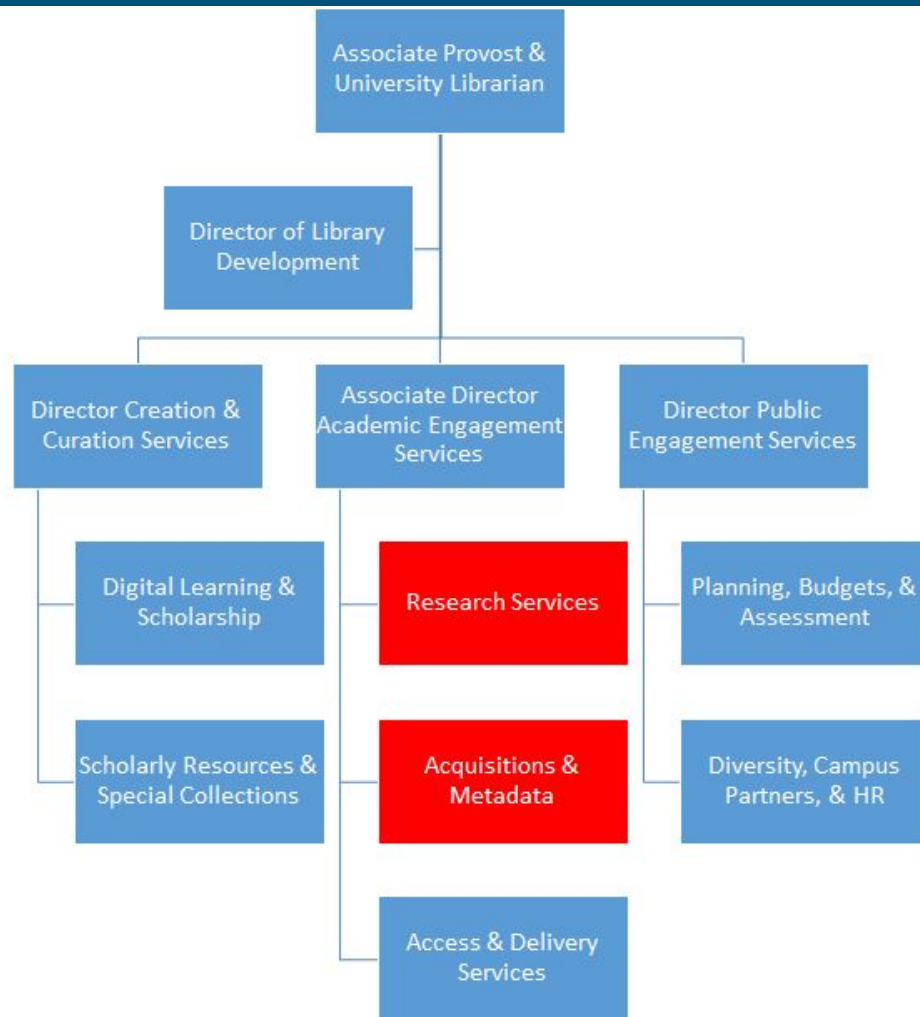 Associate Provost &
University Librarian
Director of Library
Development
Director Creation &
Curation Services
Associate Director
Academic Engagement
Services
Director Public
Engagement Services
Digital Learning &
Scholarship
Research Services
Planning, Budgets, &
Assessment
Scholarly Resources &
Special Collections
Acquisitions &
Metadata
Diversity, Campus
Partners, & HR
Access & Delivery
Services